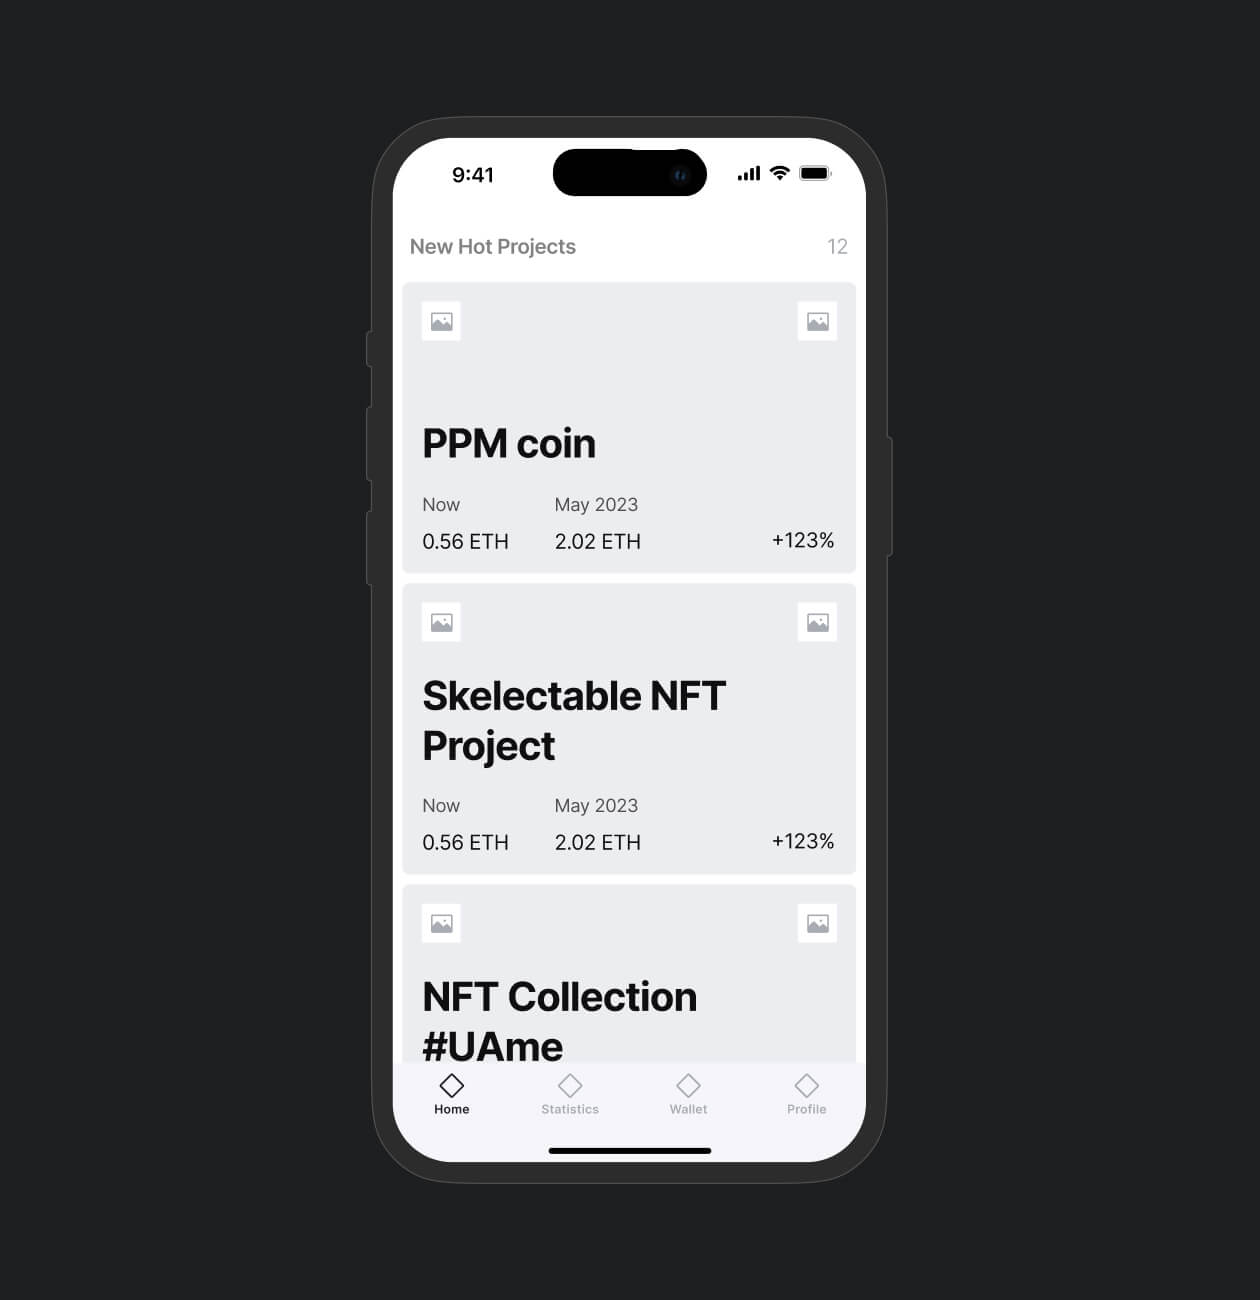 9:41
New Hot Projects 12
PPM coin
Now May 2023
0.56 ETH 2.02 ETH +123%
Skelectable NFT
Project
Now May 2023
0.56 ETH 2.02 ETH +123%
NFT Collection
#UAme
Home Statistics Wallet Profile